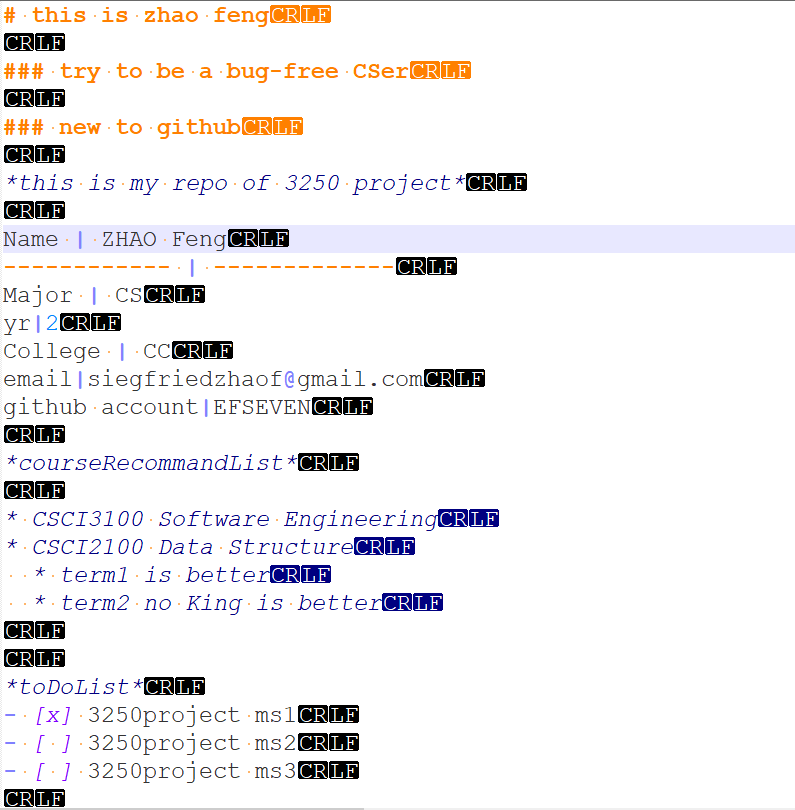 # this is zhao fengCRLF
CRLF
### try to be a bug-free CSerCRLF
CRLF
### new to githubCRLF
CRLF
*this is my repo of 3250 project*CRLF
CRLF
Name | ZHAO FengCRLF
------------ | -------------CRLF
Major | CSCRLF
yr|2CRLF
College | CCCRLF
email|siegfriedzhaof@gmail.comCRLF
github account|EFSEVENCRLF
CRLF
*courseRecommandList*CRLF
CRLF
* CSCI3100 Software EngineeringCRLF
* CSCI2100 Data StructureCRLF
  * term1 is betterCRLF
  * term2 no King is betterCRLF
CRLF
CRLF
*toDoList*CRLF
- [x] 3250project ms1CRLF
- [ ] 3250project ms2CRLF
- [ ] 3250project ms3CRLF
CRLF